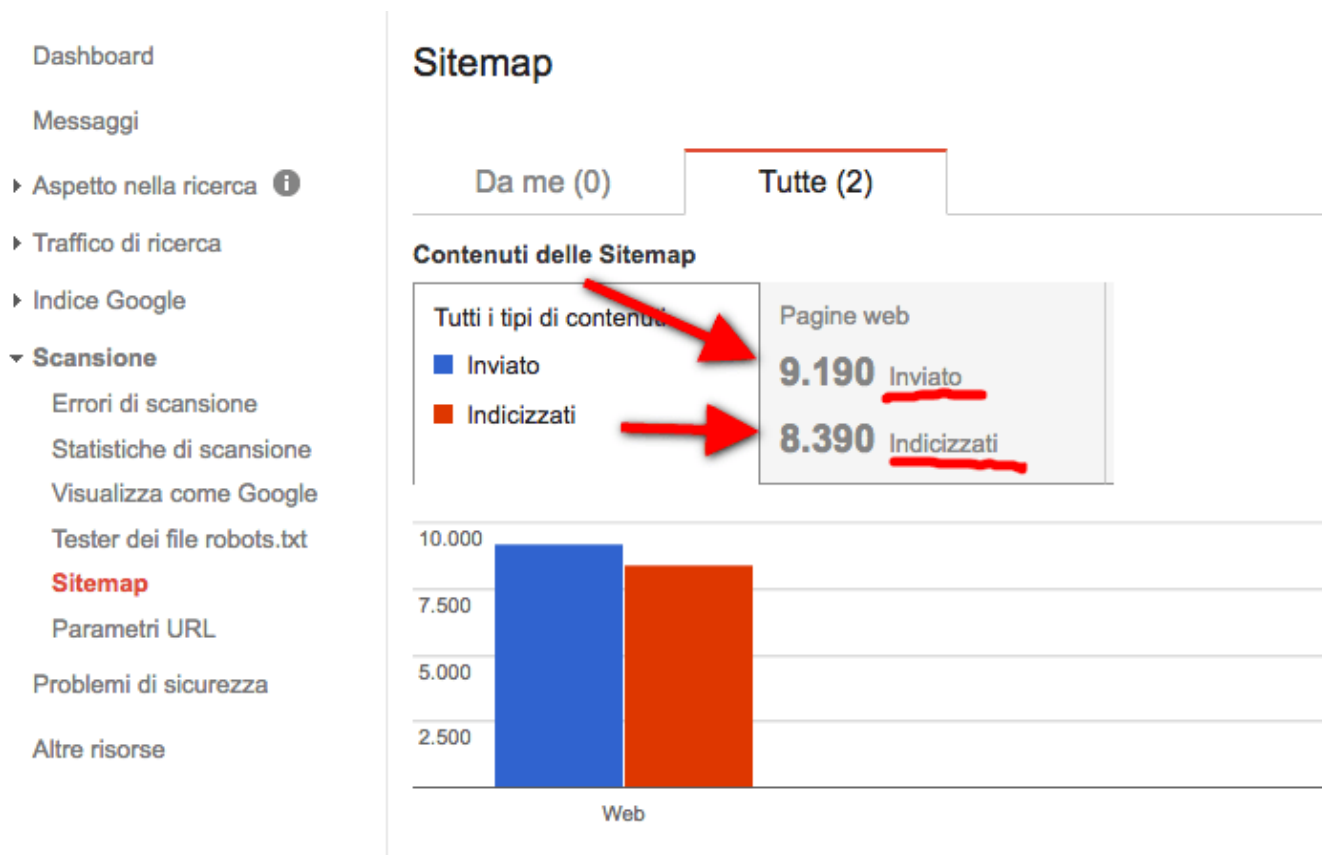 Dashboard
Messaggi
Aspetto nella ricerca
Traffico di ricerca
Indice Google
Scansione
Errori di scansione
Statistiche di scansione
Visualizza come Google
Tester dei file robots.txt
Sitemap
Parametri URL
Problemi di sicurezza
Altre risorse
Sitemap
Da me (0)
Tutte (2)
Contenuti delle Sitemap
Tutti i tipi di contenuti
Inviato
Indicizzati
Pagine web
9.190 Inviato
8.390 Indicizzati
10.000
7.500
5.000
2.500
Web